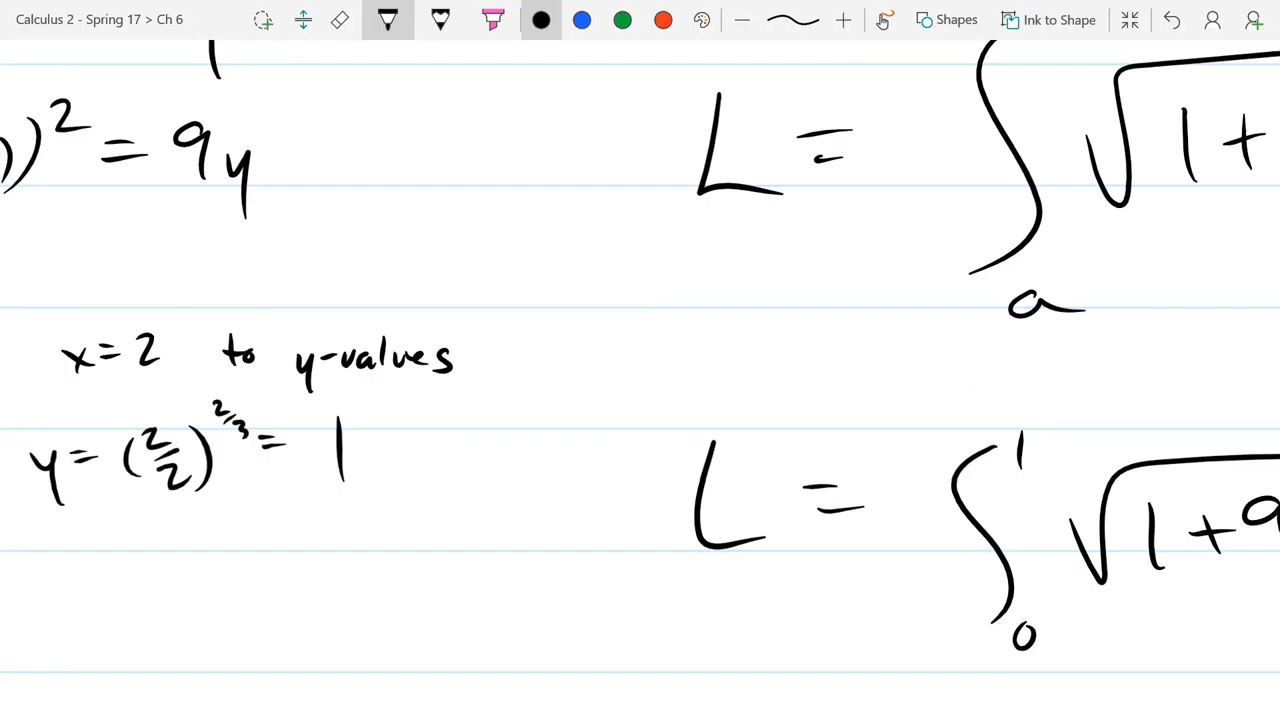 Calculus 2 - Spring 17 > Ch 6 Shapes Ink to Shape
))² = 9y
L = ∫ₐ √1+
x=2 to y-values
y = (2/2)^(2/3) = 1
L = ∫₀¹ √1+9